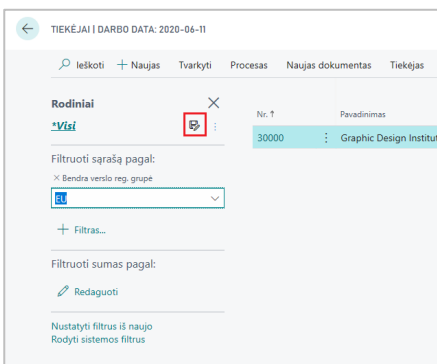 TIEKĖJAI | DARBO DATA: 2020-06-11
Ieškoti Naujas Tvarkyti Procesas Naujas dokumentas Tiekėjas
Rodiniai
*Visi
Filtruoti sąrašą pagal:
× Bendra verslo reg. grupė
EU
Filtras...
Filtruoti sumas pagal:
Redaguoti
Nustatyti filtrus iš naujo
Rodyti sistemos filtrus
Nr. ↑ Pavadinimas
30000 Graphic Design Institut